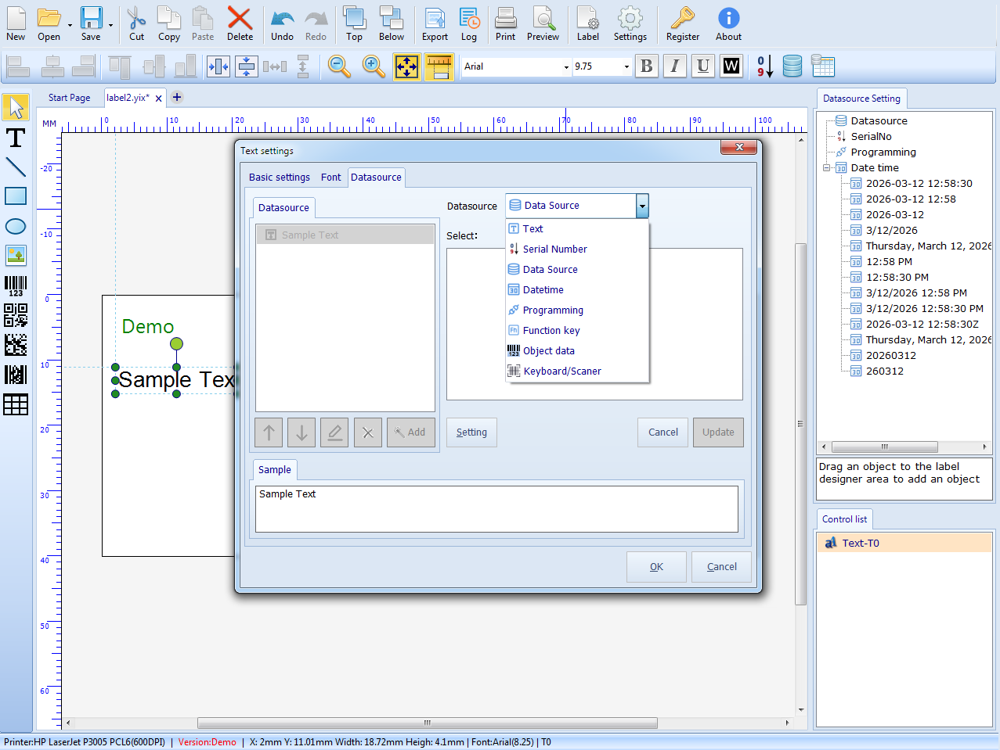 New Open Save Cut Copy Paste Delete Undo Redo Top Below Export Log Print Preview Label Settings Register About
Arial 9.75 B I U W 0 9
Start Page label2.yix* x +
MM 0 10 20 30 40 50 60 70 80 90 100
-20
-10
0
10
20
30
40
50
60
Demo
Sample Tex
T
123
Text settings
Basic settings Font Datasource
Datasource
Sample Text
Add
Datasource Data Source
Select:
Text
Serial Number
Data Source
Datetime
Programming
Function key
Object data
Keyboard/Scaner
Setting Cancel Update
Sample
Sample Text
OK Cancel
Datasource Setting
Datasource
SerialNo
Programming
Date time
2026-03-12 12:58:30
2026-03-12 12:58
2026-03-12
3/12/2026
Thursday, March 12, 2026
12:58 PM
12:58:30 PM
3/12/2026 12:58 PM
3/12/2026 12:58:30 PM
2026-03-12 12:58:30Z
Thursday, March 12, 2026
20260312
260312
Drag an object to the label
designer area to add an object
Control list
Text-T0
Printer:HP LaserJet P3005 PCL6(600DPI) | Version:Demo | X: 2mm Y: 11.01mm Width: 18.72mm Heigh: 4.1mm | Font:Arial(8.25) | T0